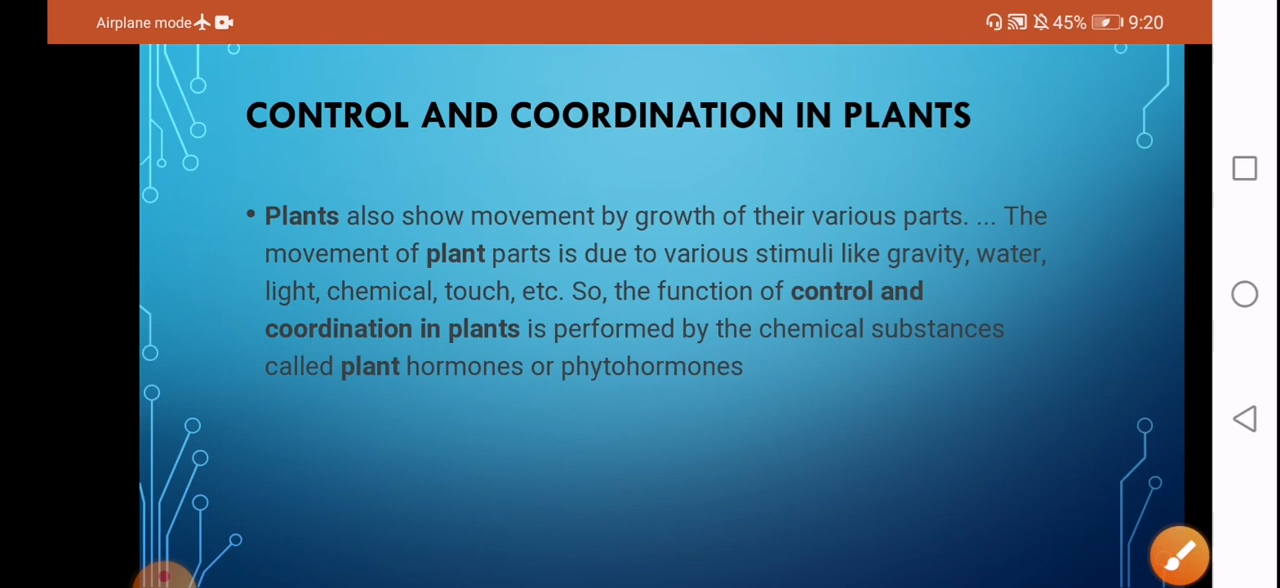 Airplane mode
45% 9:20
CONTROL AND COORDINATION IN PLANTS
• Plants also show movement by growth of their various parts. ... The
movement of plant parts is due to various stimuli like gravity, water,
light, chemical, touch, etc. So, the function of control and
coordination in plants is performed by the chemical substances
called plant hormones or phytohormones